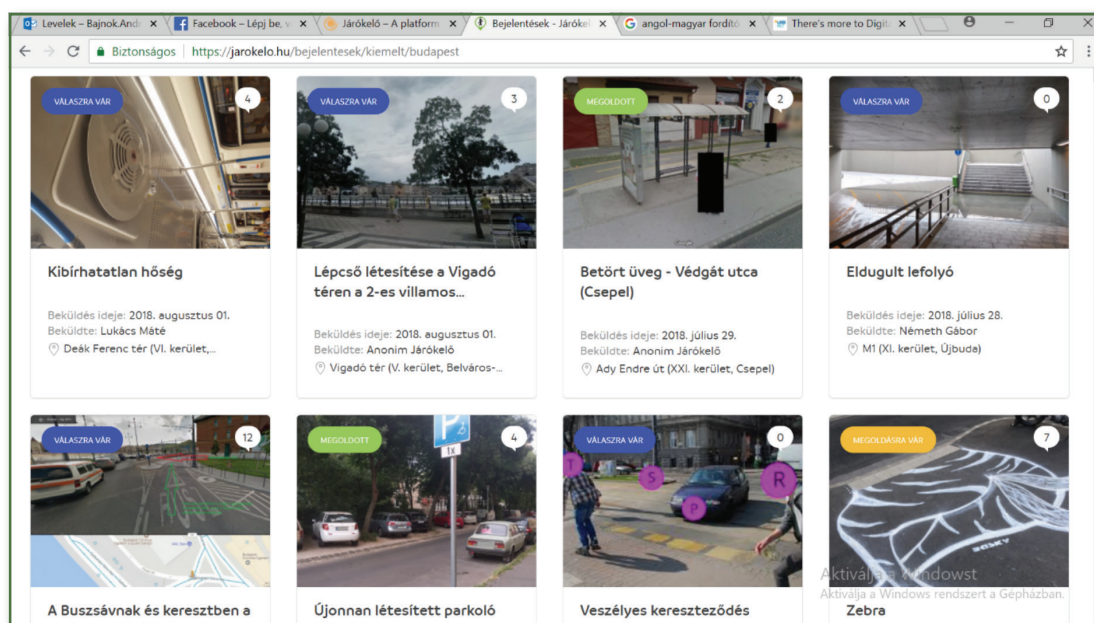 Levelek – Bajnok.And
Facebook – Lépj be, v
Járókelő – A platform
Bejelentések - Járókel
angol-magyar fordító
There's more to Digit
Biztonságos
https://jarokelo.hu/bejelentesek/kiemelt/budapest
VÁLASZRA VÁR
4
Kibírhatatlan hőség
Beküldés ideje: 2018. augusztus 01.
Beküldte: Lukács Máté
Deák Ferenc tér (VI. kerület,...
VÁLASZRA VÁR
3
Lépcső létesítése a Vigadó
téren a 2-es villamos...
Beküldés ideje: 2018. augusztus 01.
Beküldte: Anonim Járókelő
Vigadó tér (V. kerület, Belváros-...
MEGOLDOTT
2
Betört üveg - Védgát utca
(Csepel)
Beküldés ideje: 2018. július 29.
Beküldte: Anonim Járókelő
Ady Endre út (XXI. kerület, Csepel)
VÁLASZRA VÁR
0
Eldugult lefolyó
Beküldés ideje: 2018. július 28.
Beküldte: Németh Gábor
M1 (XI. kerület, Újbuda)
VÁLASZRA VÁR
12
A Buszsávnak és keresztben a
MEGOLDOTT
4
1x
Újonnan létesített parkoló
VÁLASZRA VÁR
0
T
S
P
R
Veszélyes kereszteződés
MEGOLDÁSRA VÁR
7
Zebra
Aktiválja a Windowst
Aktiválja a Windows rendszert a Gépházban.